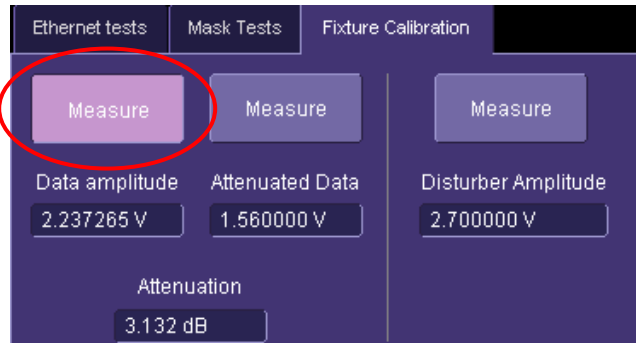 Ethernet tests Mask Tests Fixture Calibration
Measure Measure Measure
Data amplitude Attenuated Data Disturber Amplitude
2.237265 V 1.560000 V 2.700000 V
Attenuation
3.132 dB